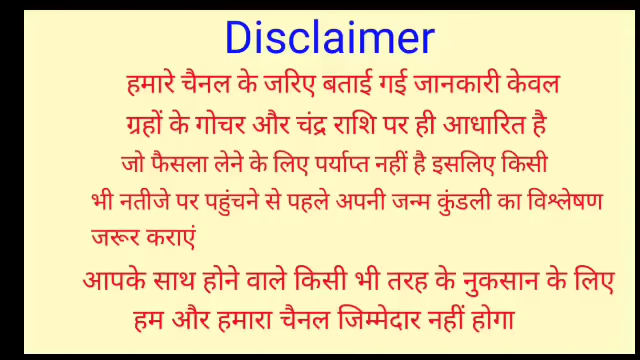 Disclaimer
हमारे चैनल के जरिए बताई गई जानकारी केवल
ग्रहों के गोचर और चंद्र राशि पर ही आधारित है
जो फैसला लेने के लिए पर्याप्त नहीं है इसलिए किसी
भी नतीजे पर पहुंचने से पहले अपनी जन्म कुंडली का विश्लेषण
जरूर कराएं
आपके साथ होने वाले किसी भी तरह के नुकसान के लिए
हम और हमारा चैनल जिम्मेदार नहीं होगा